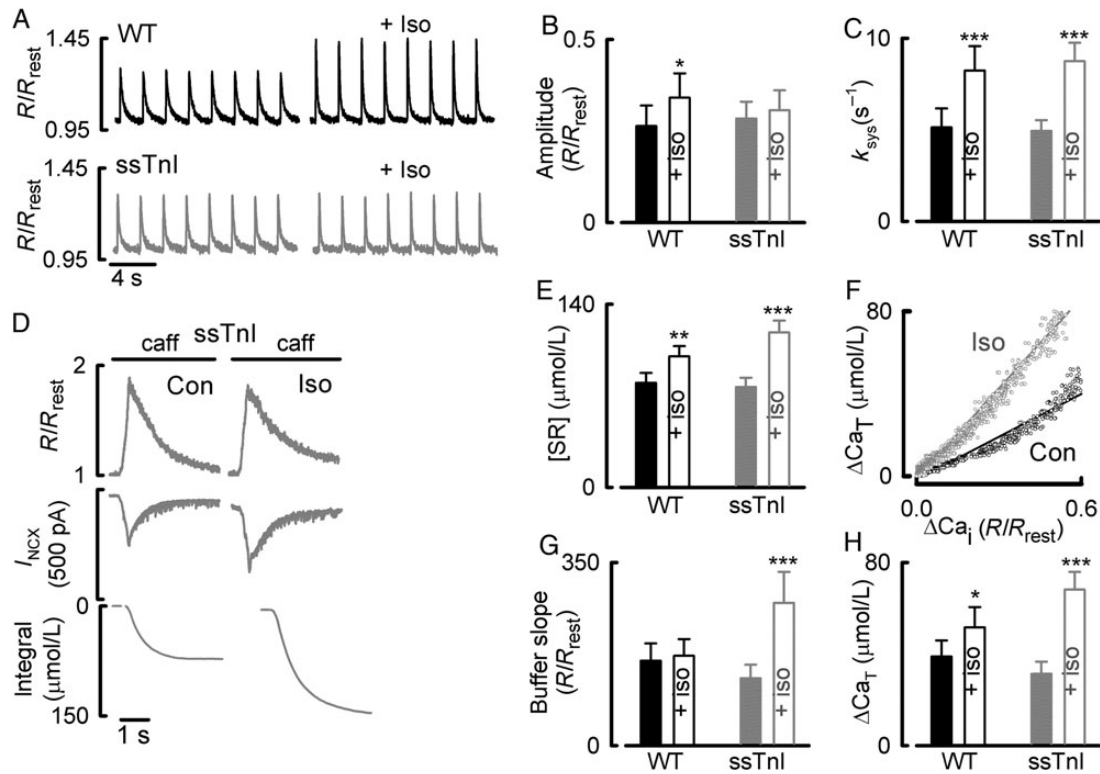 A
WT
+ Iso
1.45
R/Rrest
0.95
ssTnI
+ Iso
1.45
R/Rrest
0.95
4 s
B
0.5
*
Amplitude
(R/Rrest)
+ Iso
+ Iso
0
WT
ssTnI
C
10
***
***
ksys(s−1)
+ Iso
+ Iso
0
WT
ssTnI
D
ssTnI
caff
caff
2
Con
Iso
R/Rrest
1
INCX
(500 pA)
0
Integral
(μmol/L)
150
1 s
E
140
**
***
[SR] (μmol/L)
+ Iso
+ Iso
0
WT
ssTnI
F
80
Iso
ΔCaT (μmol/L)
Con
0
0.0
0.6
ΔCai (R/Rrest)
G
350
***
Buffer slope
(R/Rrest)
+ Iso
+ Iso
0
WT
ssTnI
H
80
*
***
ΔCaT (μmol/L)
+ Iso
+ Iso
0
WT
ssTnI